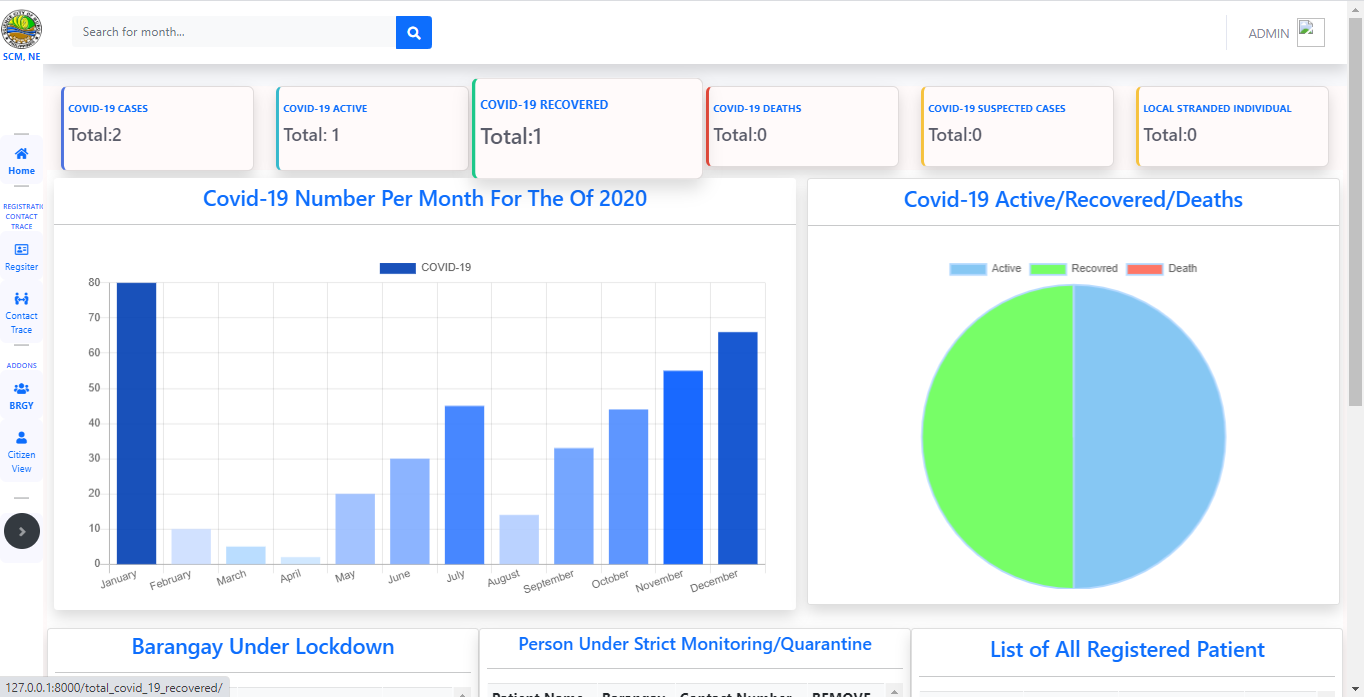 Search for month...
ADMIN
SCM, NE
COVID-19 CASES
Total:2
COVID-19 ACTIVE
Total: 1
COVID-19 RECOVERED
Total:1
COVID-19 DEATHS
Total:0
COVID-19 SUSPECTED CASES
Total:0
LOCAL STRANDED INDIVIDUAL
Total:0
Home
REGISTRATIO
CONTACT
TRACE
Regsiter
Contact
Trace
ADDONS
BRGY
Citizen
View
Covid-19 Number Per Month For The Of 2020
COVID-19
80
70
60
50
40
30
20
10
0
January February March April May June July August September October November December
Covid-19 Active/Recovered/Deaths
Active Recovred Death
Barangay Under Lockdown
Person Under Strict Monitoring/Quarantine
Patient Name Barangay Contact Number REMOVE
List of All Registered Patient
127.0.0.1:8000/total_covid_19_recovered/